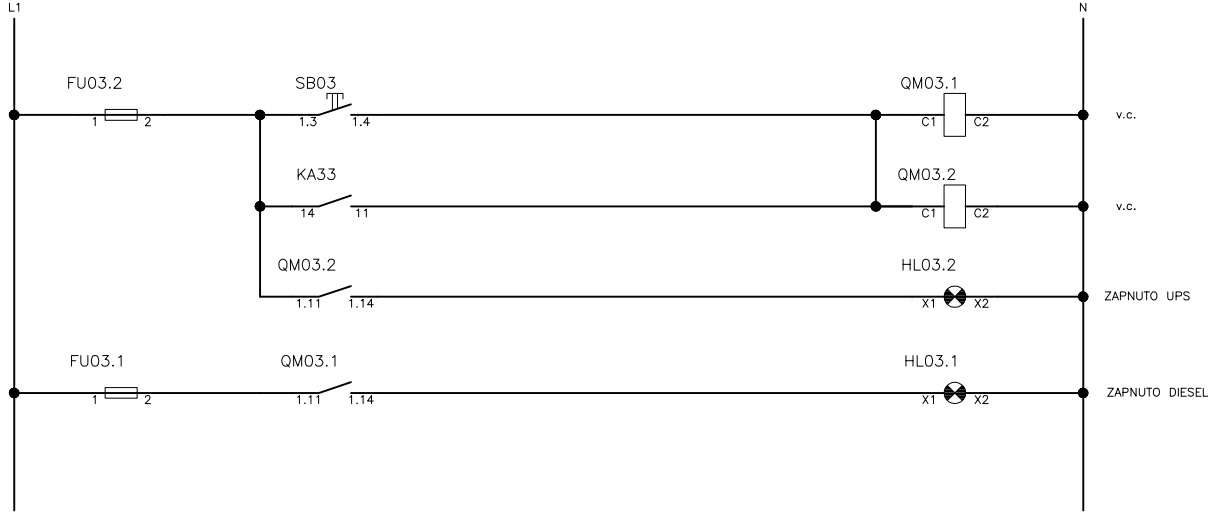 L1 N
FU03.2 SB03 QM03.1
1 2 1.3 1.4 C1 C2 v.c.
KA33 QM03.2
14 11 C1 C2 v.c.
QM03.2 HL03.2
1.11 1.14 X1 X2 ZAPNUTO UPS
FU03.1 QM03.1 HL03.1
1 2 1.11 1.14 X1 X2 ZAPNUTO DIESEL